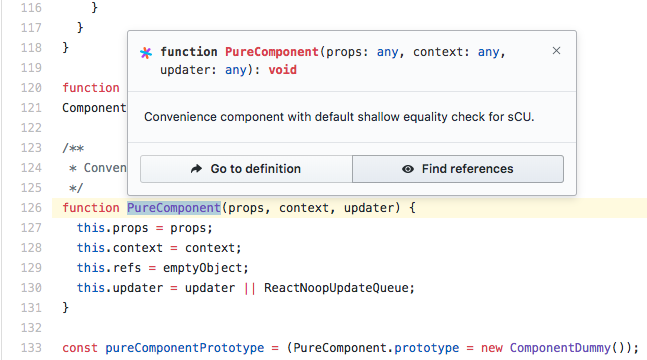 116 }
117 }
118 }
119
120 function
121 Component
122
123 /**
124 * Conven
125 */
126 function PureComponent(props, context, updater) {
127 this.props = props;
128 this.context = context;
129 this.refs = emptyObject;
130 this.updater = updater || ReactNoopUpdateQueue;
131 }
132
133 const pureComponentPrototype = (PureComponent.prototype = new ComponentDummy());
function PureComponent(props: any, context: any,
updater: any): void
×
Convenience component with default shallow equality check for sCU.
Go to definition
Find references